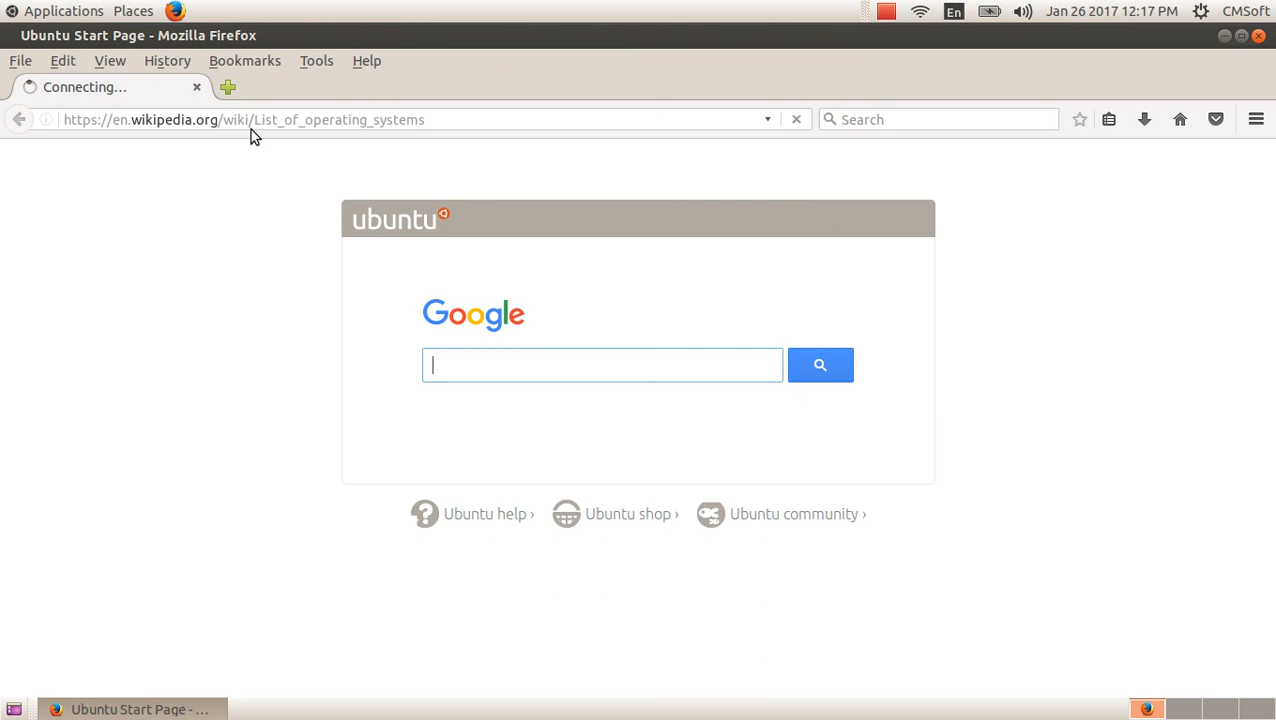 Applications Places En Jan 26 2017 12:17 PM CMSoft
Ubuntu Start Page - Mozilla Firefox
File Edit View History Bookmarks Tools Help
Connecting...
https://en.wikipedia.org/wiki/List_of_operating_systems Search
ubuntu
Google
Ubuntu help › Ubuntu shop › Ubuntu community ›
Ubuntu Start Page - ...